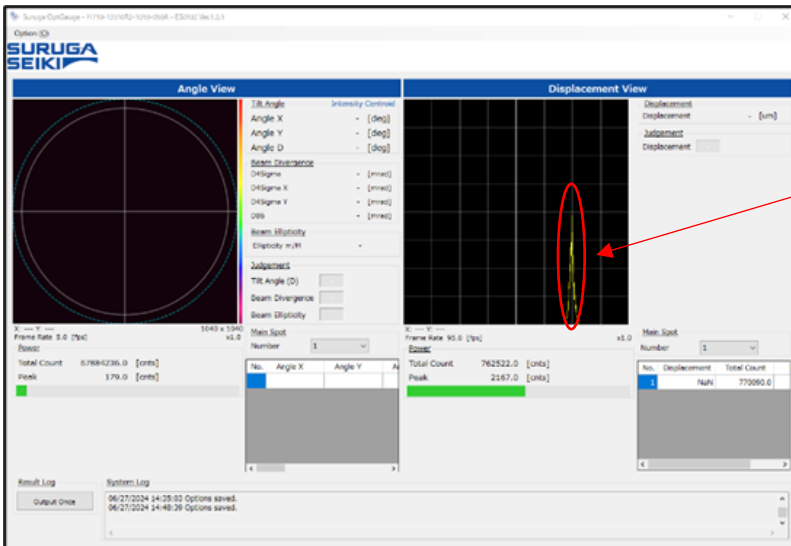 Option (O)
SURUGA
SEIKI
Angle View
Tilt Angle
Intensity Centroid
Angle X - [deg]
Angle Y - [deg]
Angle D - [deg]
Beam Divergence
D4Sigma - [mrad]
D4Sigma X - [mrad]
D4Sigma Y - [mrad]
D86 - [mrad]
Beam Ellipticity
Ellipticity m/M -
Judgement
Tilt Angle (D)
Beam Divergence
Beam Ellipticity
X: --- Y: ---
1040 x 1040
Frame Rate 5.0 [fps]
x1.0
Power
Total Count 67884236.0 [cnts]
Peak 179.0 [cnts]
Main Spot
Number 1
No. Angle X Angle Y
Displacement View
Displacement
Displacement - [um]
Judgement
Displacement
X: --- Y: ---
Frame Rate 95.0 [fps]
x1.0
Power
Total Count 762522.0 [cnts]
Peak 2167.0 [cnts]
Main Spot
Number 1
No. Displacement Total Count
1 NaN 770090.0
Result Log
Output Once
System Log
06/27/2024 14:35:03 Options saved.
06/27/2024 14:48:39 Options saved.